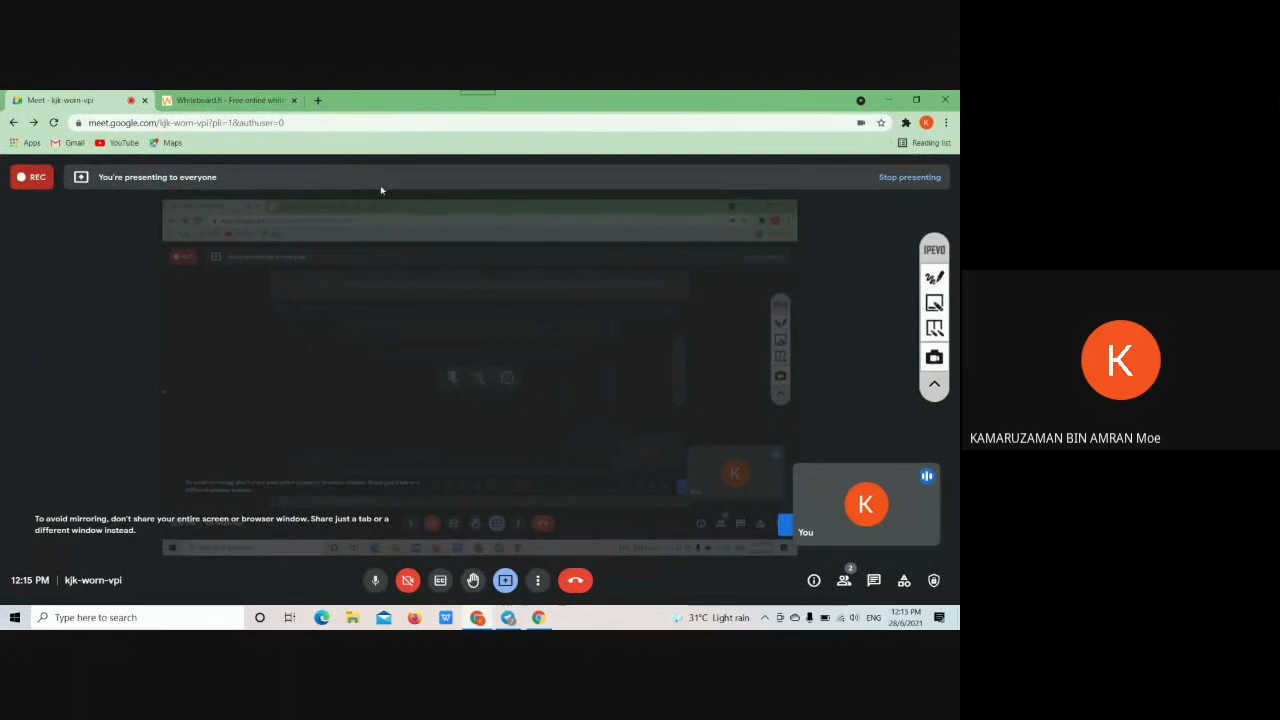 Meet - kjk-worn-vpi
Whiteboard.fi - Free online whit
meet.google.com/kjk-worn-vpi?pli=1&authuser=0
Apps Gmail YouTube Maps Reading list
REC You're presenting to everyone Stop presenting
IPEVO
K
K
KAMARUZAMAN BIN AMRAN Moe
K
K
You
To avoid mirroring, don't share your entire screen or browser window. Share just a tab or a
different window instead.
12:15 PM | kjk-worn-vpi
2
Type here to search
31°C Light rain
ENG
12:15 PM
28/6/2021